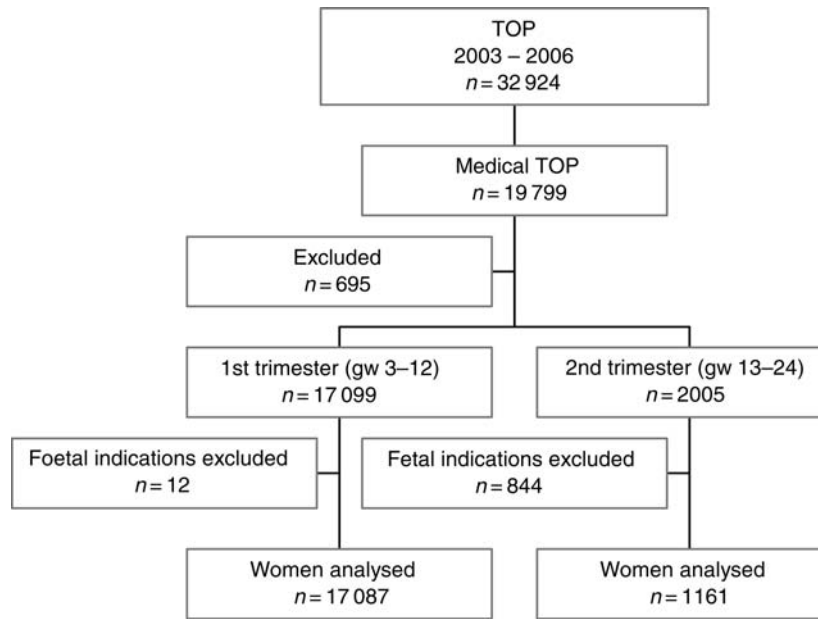 TOP
2003 – 2006
n = 32 924
Medical TOP
n = 19 799
Excluded
n = 695
1st trimester (gw 3–12)
n = 17 099
2nd trimester (gw 13–24)
n = 2005
Foetal indications excluded
n = 12
Fetal indications excluded
n = 844
Women analysed
n = 17 087
Women analysed
n = 1161